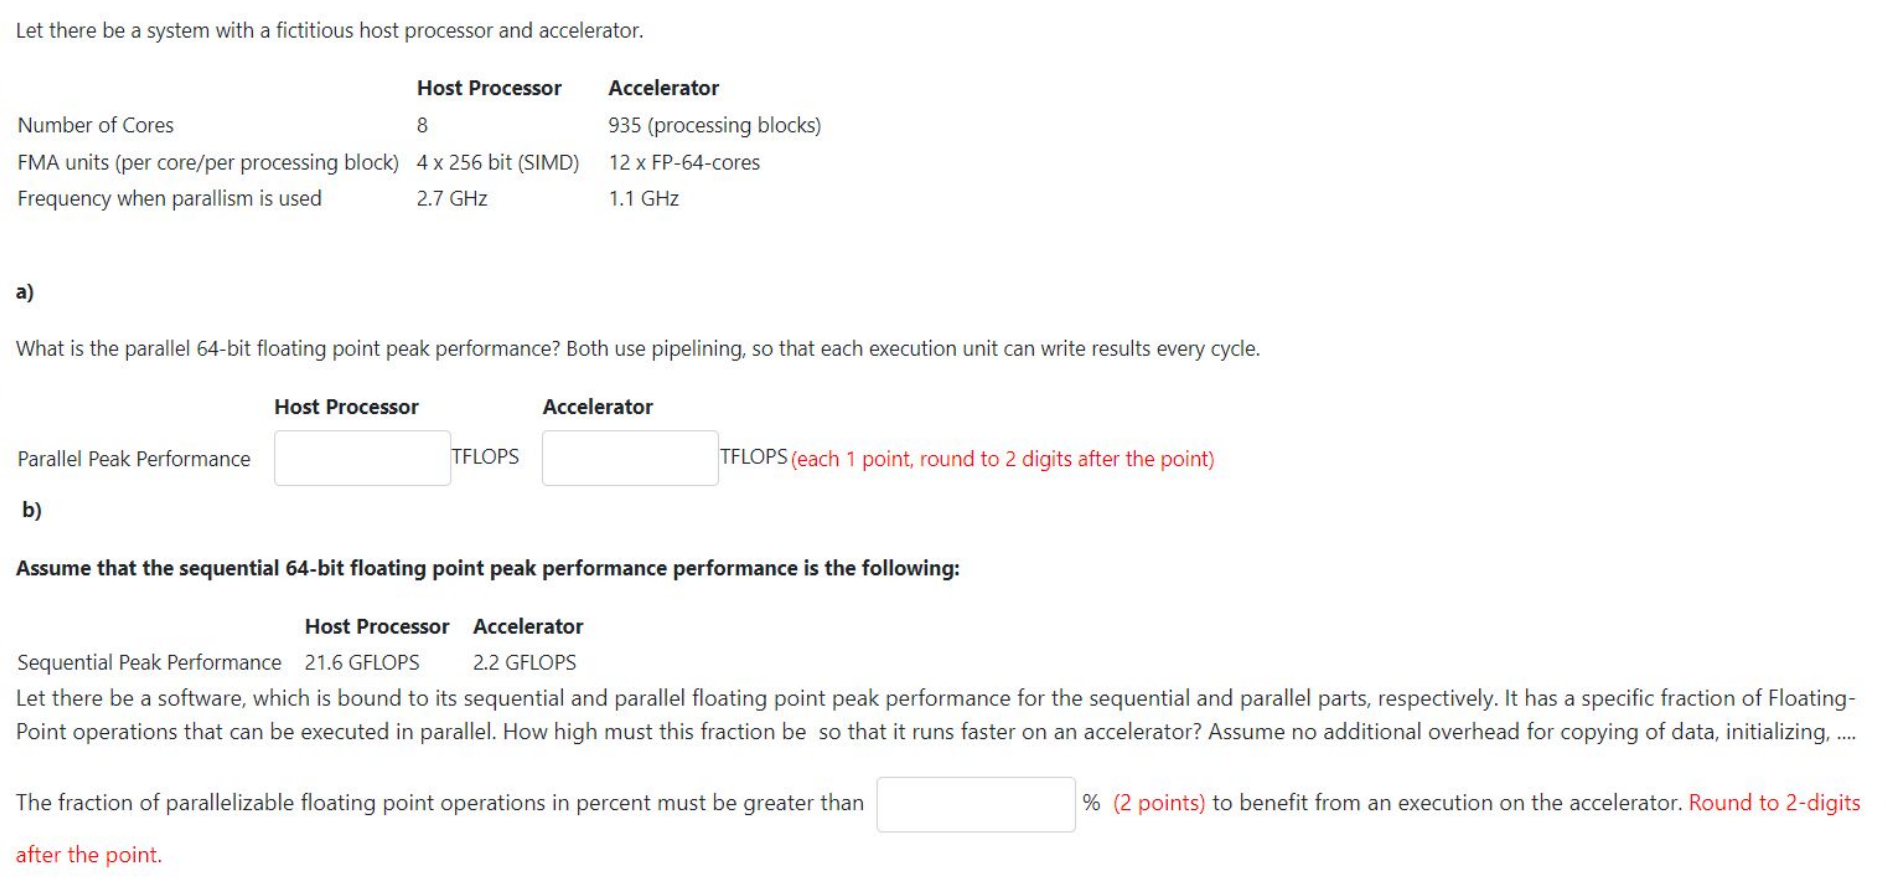 Let there be a system with a fictitious host processor and accelerator.
Host Processor Accelerator
Number of Cores 8 935 (processing blocks)
FMA units (per core/per processing block) 4 x 256 bit (SIMD) 12 x FP-64-cores
Frequency when parallism is used 2.7 GHz 1.1 GHz
a)
What is the parallel 64-bit floating point peak performance? Both use pipelining, so that each execution unit can write results every cycle.
Host Processor Accelerator
Parallel Peak Performance TFLOPS TFLOPS (each 1 point, round to 2 digits after the point)
b)
Assume that the sequential 64-bit floating point peak performance performance is the following:
Host Processor Accelerator
Sequential Peak Performance 21.6 GFLOPS 2.2 GFLOPS
Let there be a software, which is bound to its sequential and parallel floating point peak performance for the sequential and parallel parts, respectively. It has a specific fraction of Floating-
Point operations that can be executed in parallel. How high must this fraction be so that it runs faster on an accelerator? Assume no additional overhead for copying of data, initializing, ....
The fraction of parallelizable floating point operations in percent must be greater than % (2 points) to benefit from an execution on the accelerator. Round to 2-digits
after the point.